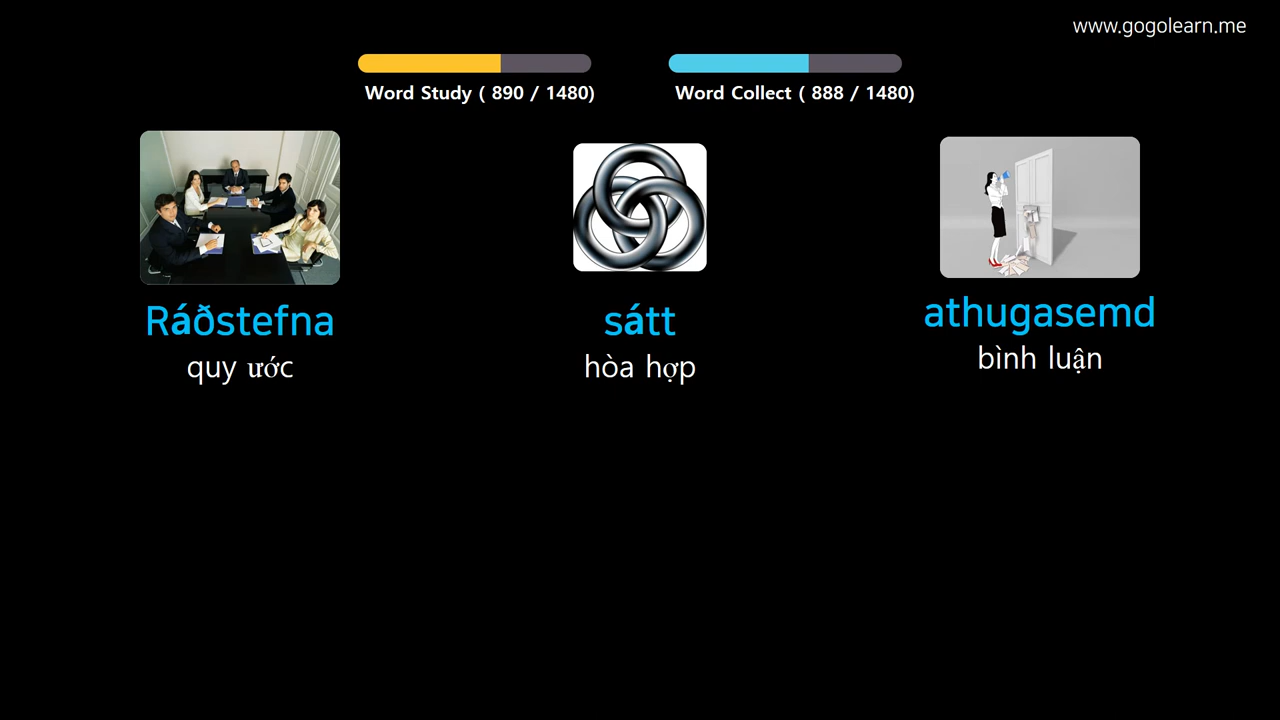 www.gogolearn.me
Word Study ( 890 / 1480)
Word Collect ( 888 / 1480)
Ráðstefna
quy ước
sátt
hòa hợp
athugasemd
bình luận